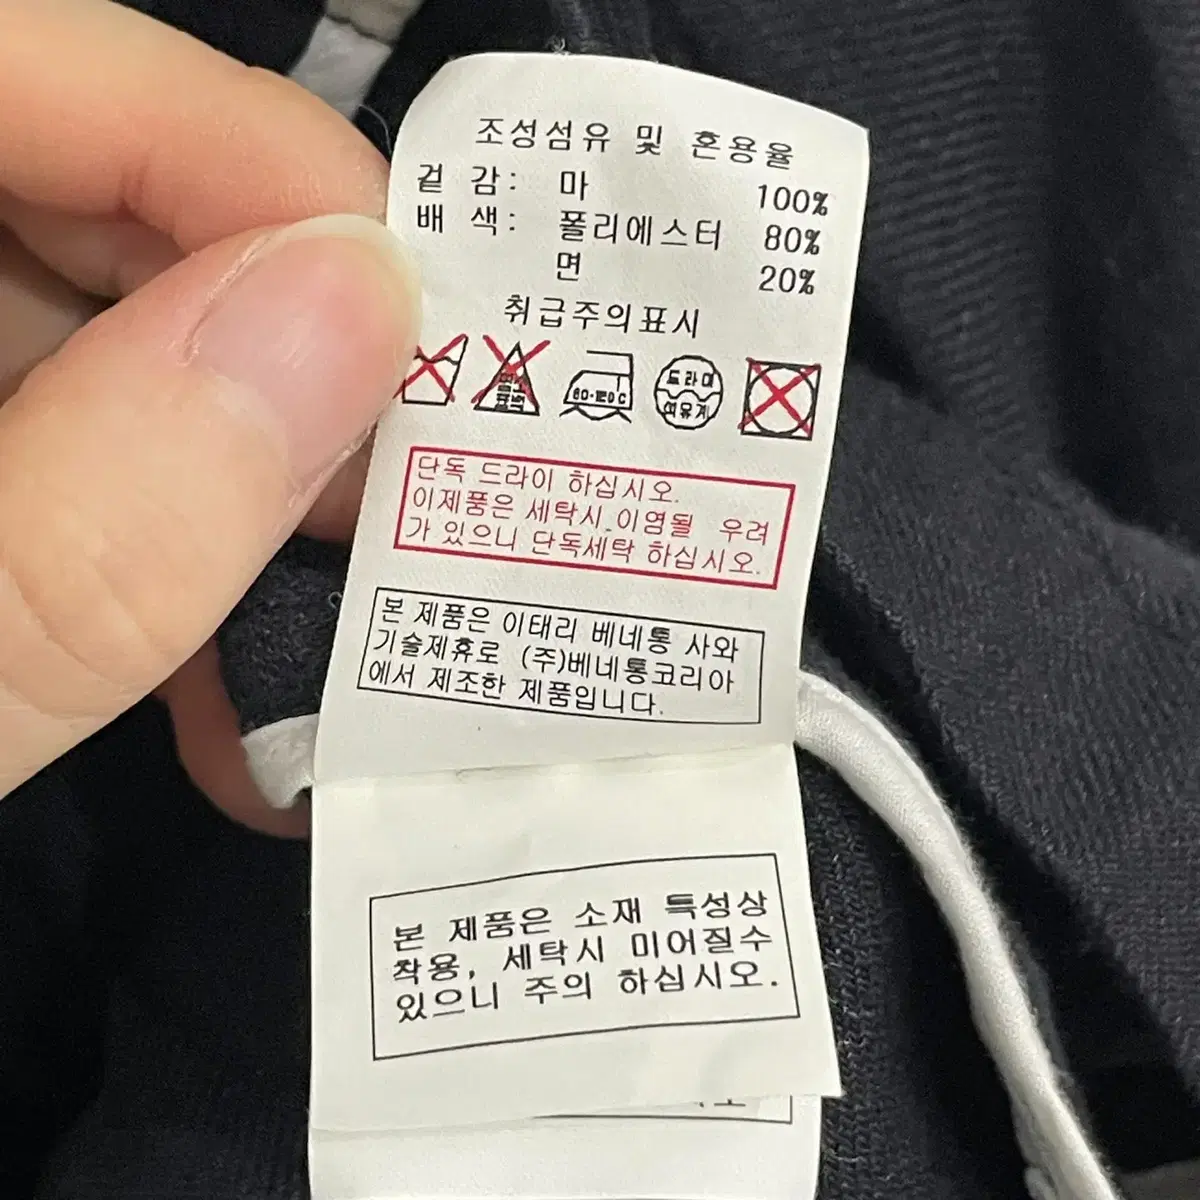 조성섬유 및 혼용율
겉 감: 마 100%
배 색: 폴리에스터 80%
면 20%
취급주의표시
드라이
석유계
단독 드라이 하십시오.
이제품은 세탁시 이염될 우려
가 있으니 단독세탁 하십시오.
본 제품은 이태리 베네통 사와
기술제휴로 (주)베네통코리아
에서 제조한 제품입니다.
본 제품은 소재 특성상
착용, 세탁시 미어질수
있으니 주의 하십시오.